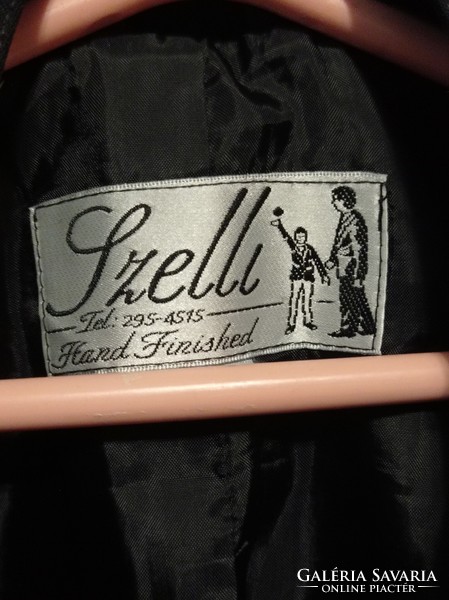 Szelli
Tel: 295-4515
Hand Finished
GALÉRIA SAVARIA
ONLINE PIACTÉR